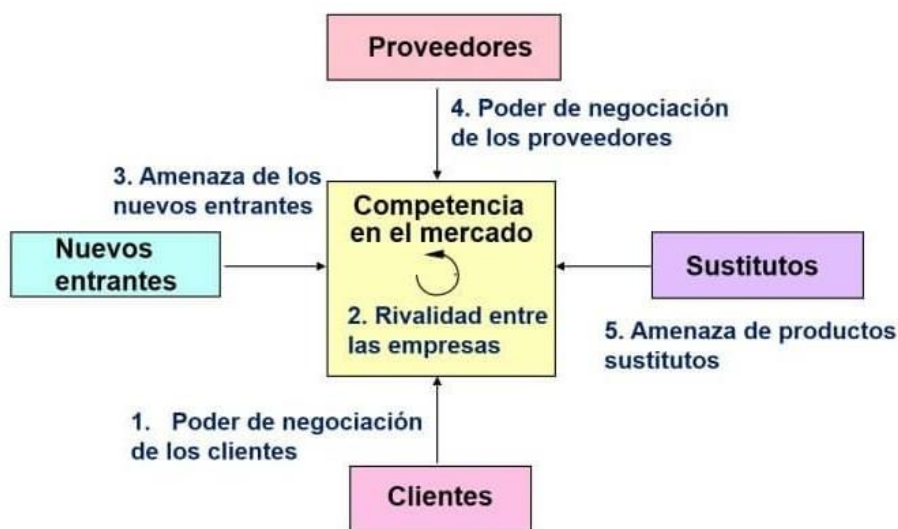 Proveedores
4. Poder de negociación
de los proveedores
3. Amenaza de los
nuevos entrantes
Competencia
en el mercado
Nuevos
entrantes
Sustitutos
2. Rivalidad entre
las empresas
5. Amenaza de productos
sustitutos
1. Poder de negociación
de los clientes
Clientes